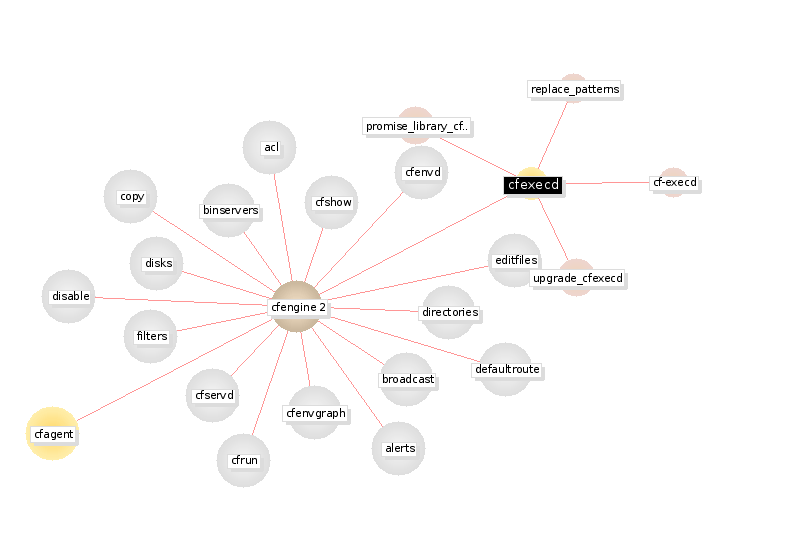 replace_patterns
promise_library_cf..
acl
cfenvd
cfexecd
cf-execd
copy
binservers
cfshow
disks
editfiles
upgrade_cfexecd
disable
cfengine 2
directories
filters
defaultroute
broadcast
cfservd
cfenvgraph
cfagent
alerts
cfrun